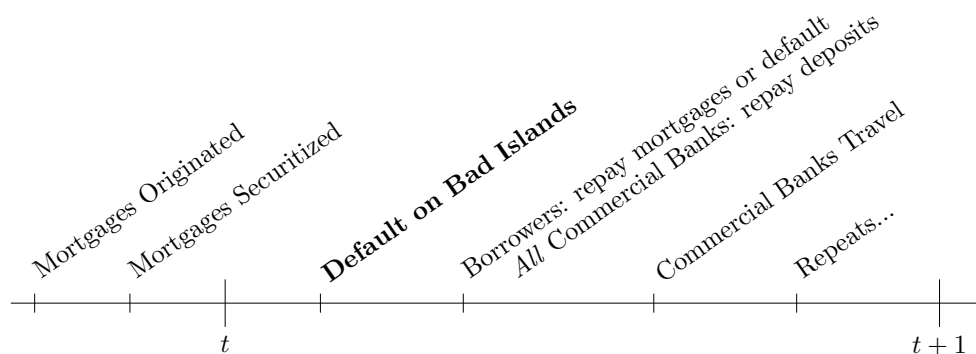 Mortgages Originated
Mortgages Securitized
Default on Bad Islands
Borrowers: repay mortgages or default
All Commercial Banks: repay deposits
Commercial Banks Travel
Repeats...
t
t + 1